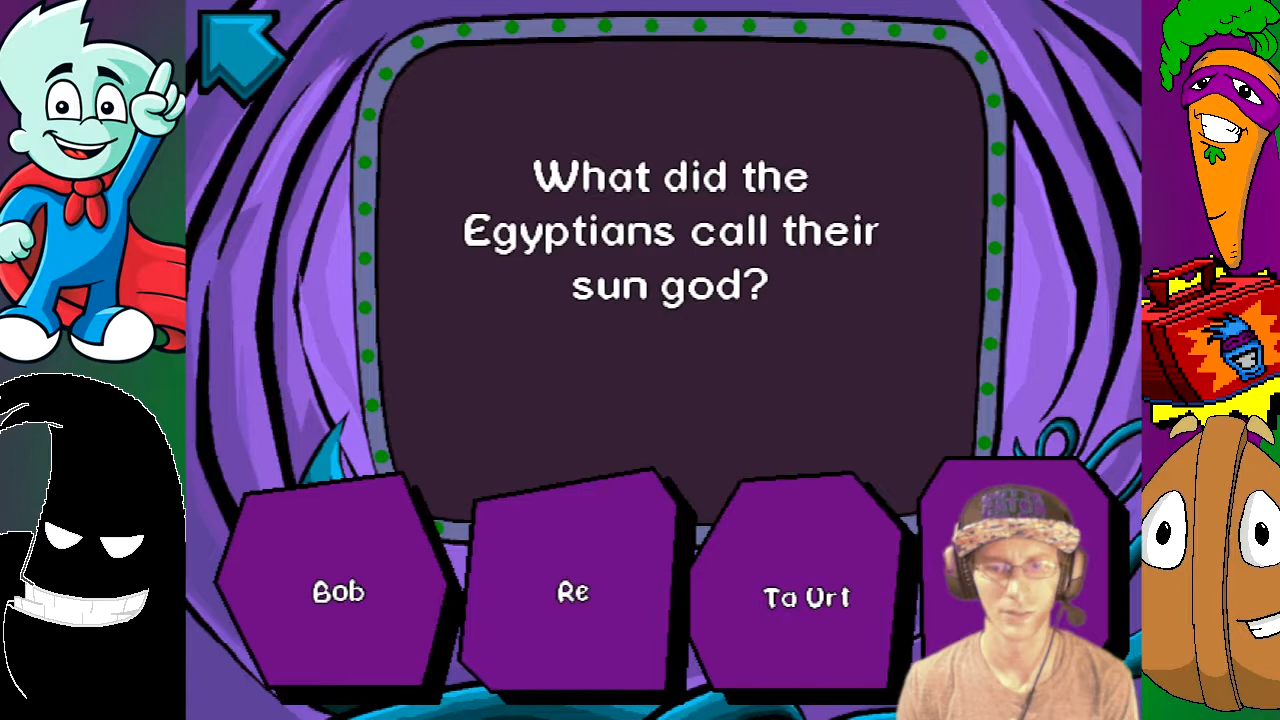 What did the
Egyptians call their
sun god?
Bob
Re
Ta Urt